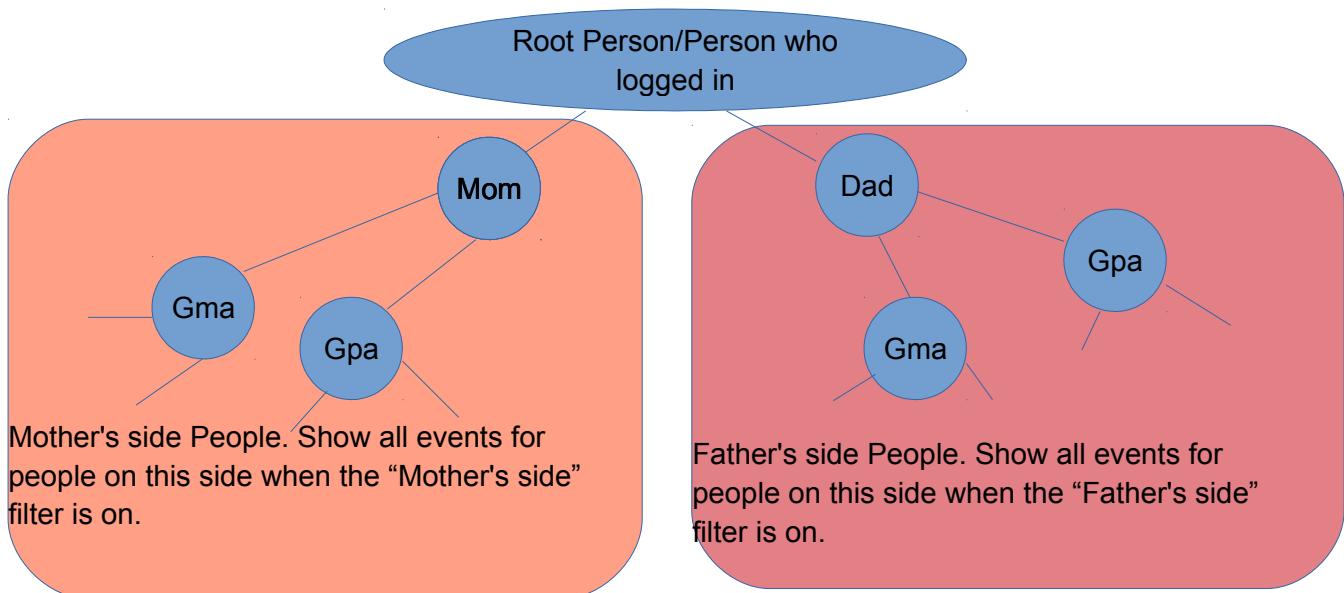 Root Person/Person who
logged in
Mom
Gma
Gpa
Mother's side People. Show all events for
people on this side when the “Mother's side”
filter is on.
Dad
Gpa
Gma
Father's side People. Show all events for
people on this side when the “Father's side”
filter is on.